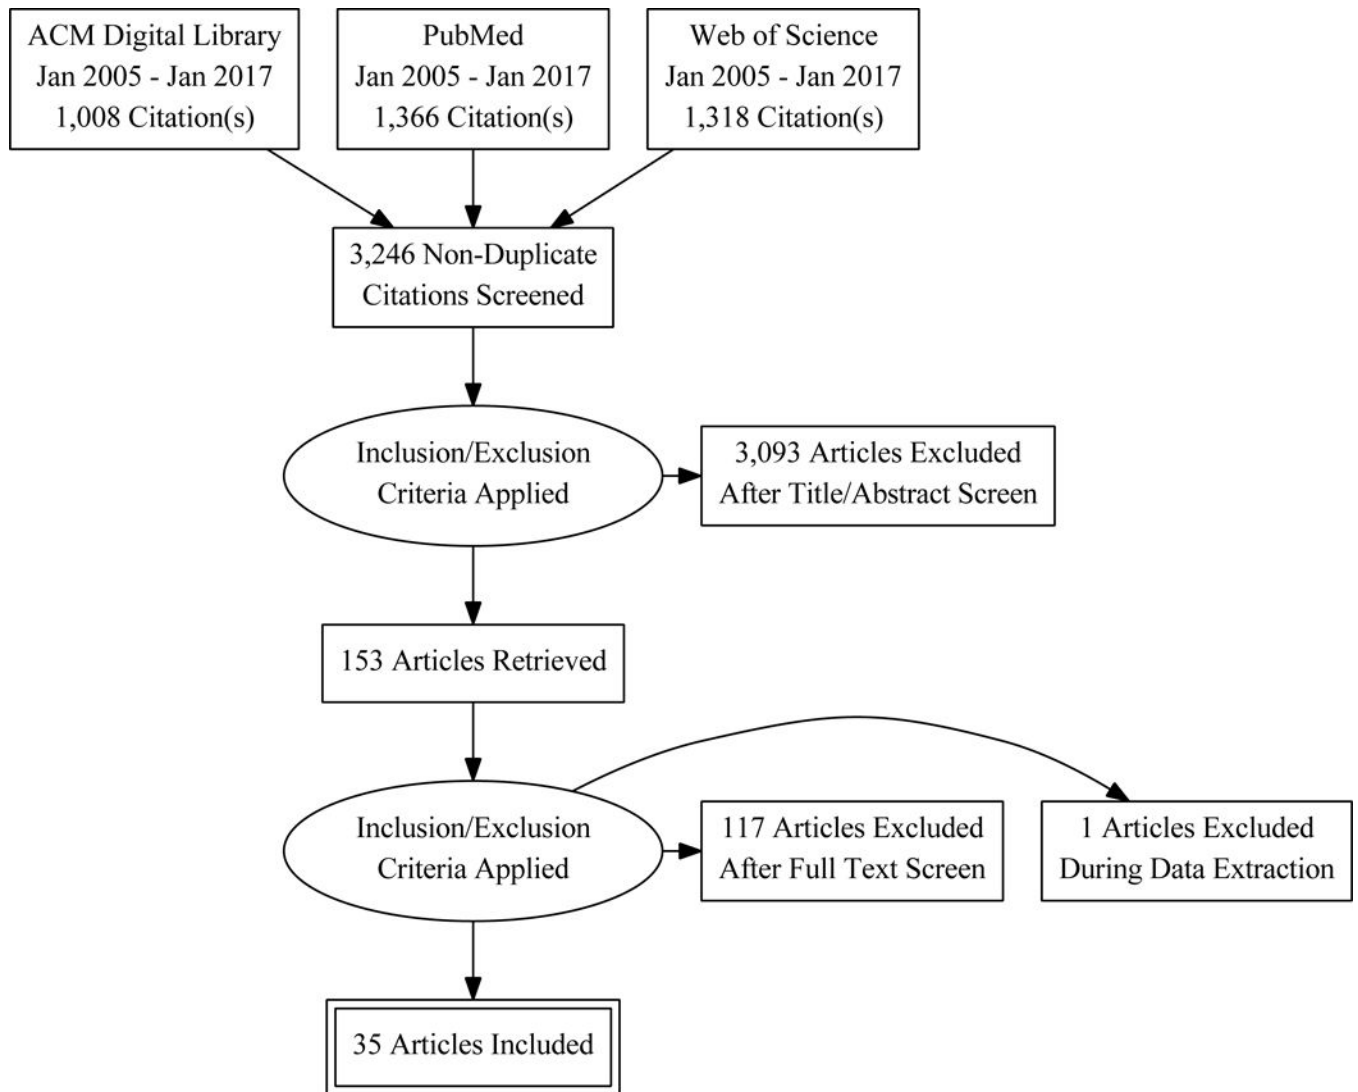 ACM Digital Library
Jan 2005 - Jan 2017
1,008 Citation(s)
PubMed
Jan 2005 - Jan 2017
1,366 Citation(s)
Web of Science
Jan 2005 - Jan 2017
1,318 Citation(s)
3,246 Non-Duplicate
Citations Screened
Inclusion/Exclusion
Criteria Applied
3,093 Articles Excluded
After Title/Abstract Screen
153 Articles Retrieved
Inclusion/Exclusion
Criteria Applied
117 Articles Excluded
After Full Text Screen
1 Articles Excluded
During Data Extraction
35 Articles Included